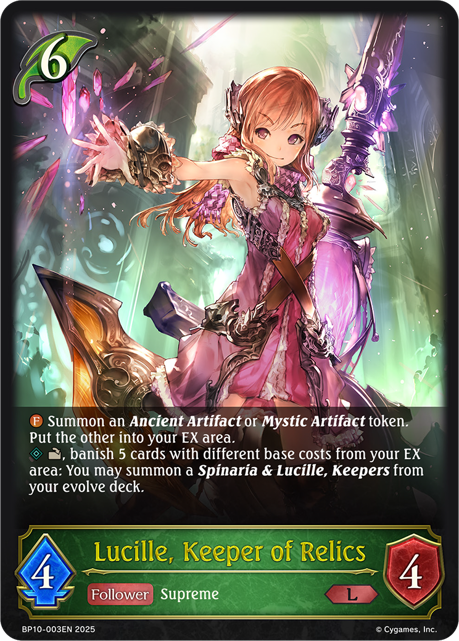 6
F Summon an Ancient Artifact or Mystic Artifact token.
Put the other into your EX area.
, banish 5 cards with different base costs from your EX
area: You may summon a Spinaria & Lucille, Keepers from
your evolve deck.
Lucille, Keeper of Relics
4
Follower Supreme
L
4
BP10-003EN 2025
© Cygames, Inc.